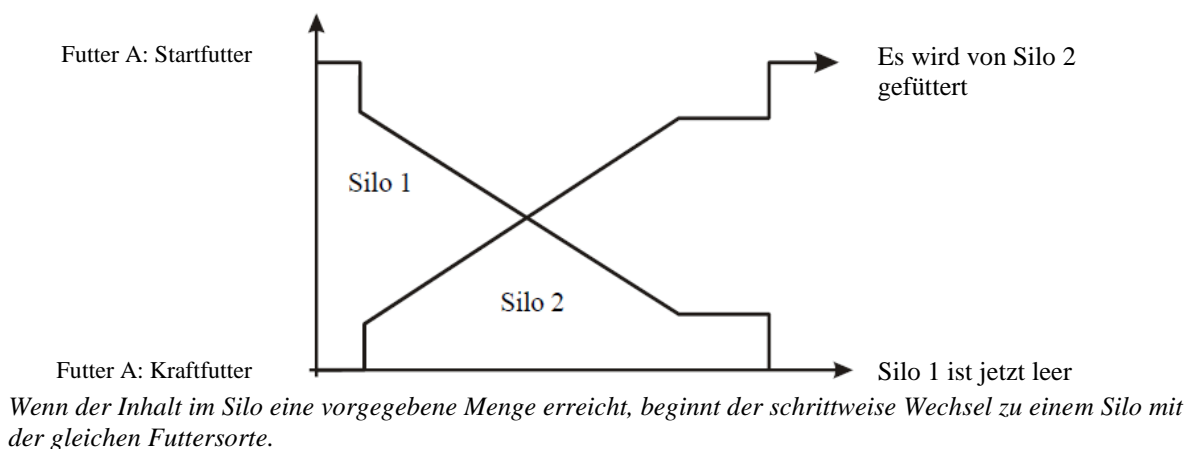 Futter A: Startfutter
Es wird von Silo 2
gefüttert
Silo 1
Silo 2
Futter A: Kraftfutter
Silo 1 ist jetzt leer
Wenn der Inhalt im Silo eine vorgegebene Menge erreicht, beginnt der schrittweise Wechsel zu einem Silo mit
der gleichen Futtersorte.